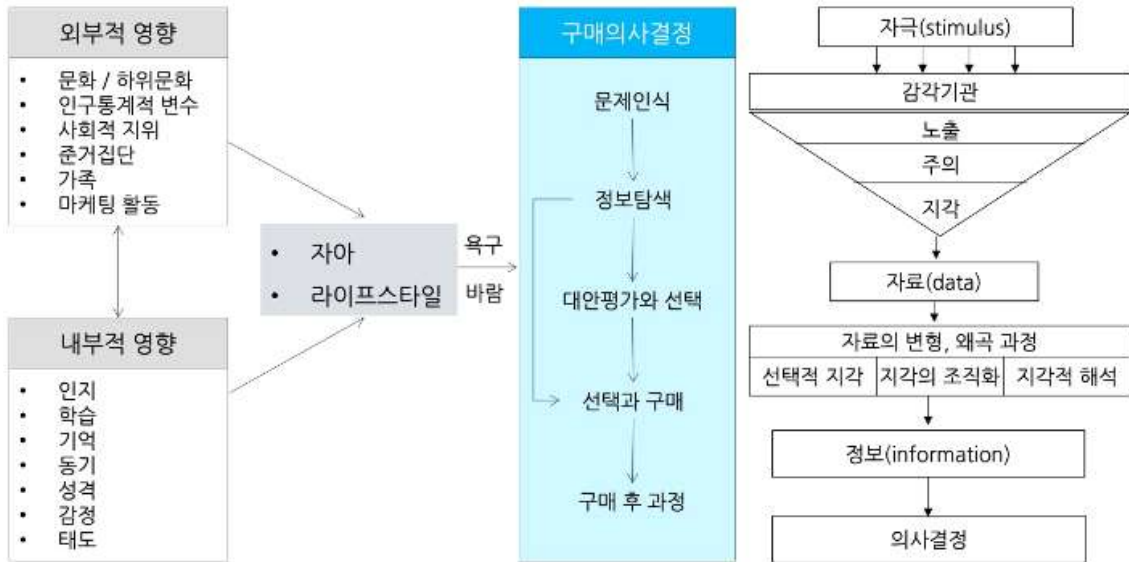 외부적 영향
• 문화 / 하위문화
• 인구통계적 변수
• 사회적 지위
• 준거집단
• 가족
• 마케팅 활동
내부적 영향
• 인지
• 학습
• 기억
• 동기
• 성격
• 감정
• 태도
• 자아
• 라이프스타일
욕구
바람
구매의사결정
문제인식
정보탐색
대안평가와 선택
선택과 구매
구매 후 과정
자극(stimulus)
감각기관
노출
주의
지각
자료(data)
자료의 변형, 왜곡 과정
선택적 지각 지각의 조직화 지각적 해석
정보(information)
의사결정